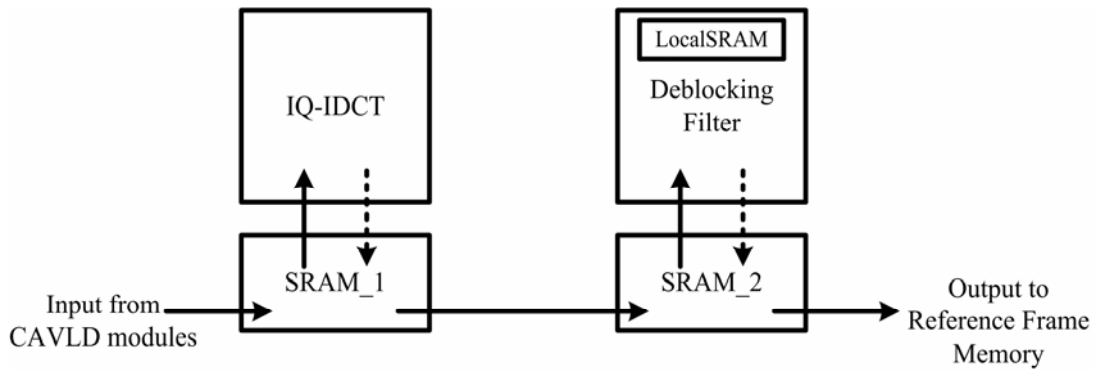 IQ-IDCT
LocalSRAM
Deblocking
Filter
SRAM_1
SRAM_2
Input from
CAVLD modules
Output to
Reference Frame
Memory